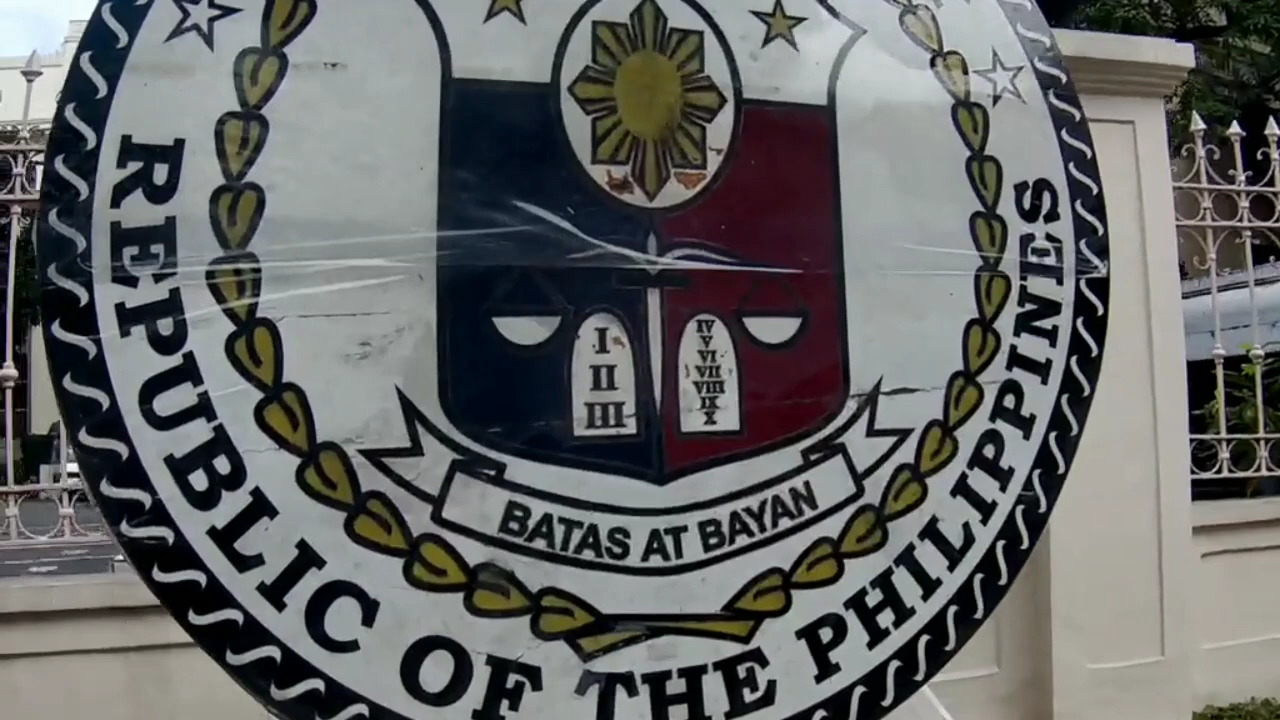 I
II
III
IV
V
VI
VII
VIII
IX
X
BATAS AT BAYAN
REPUBLIC OF THE PHILIPPINES